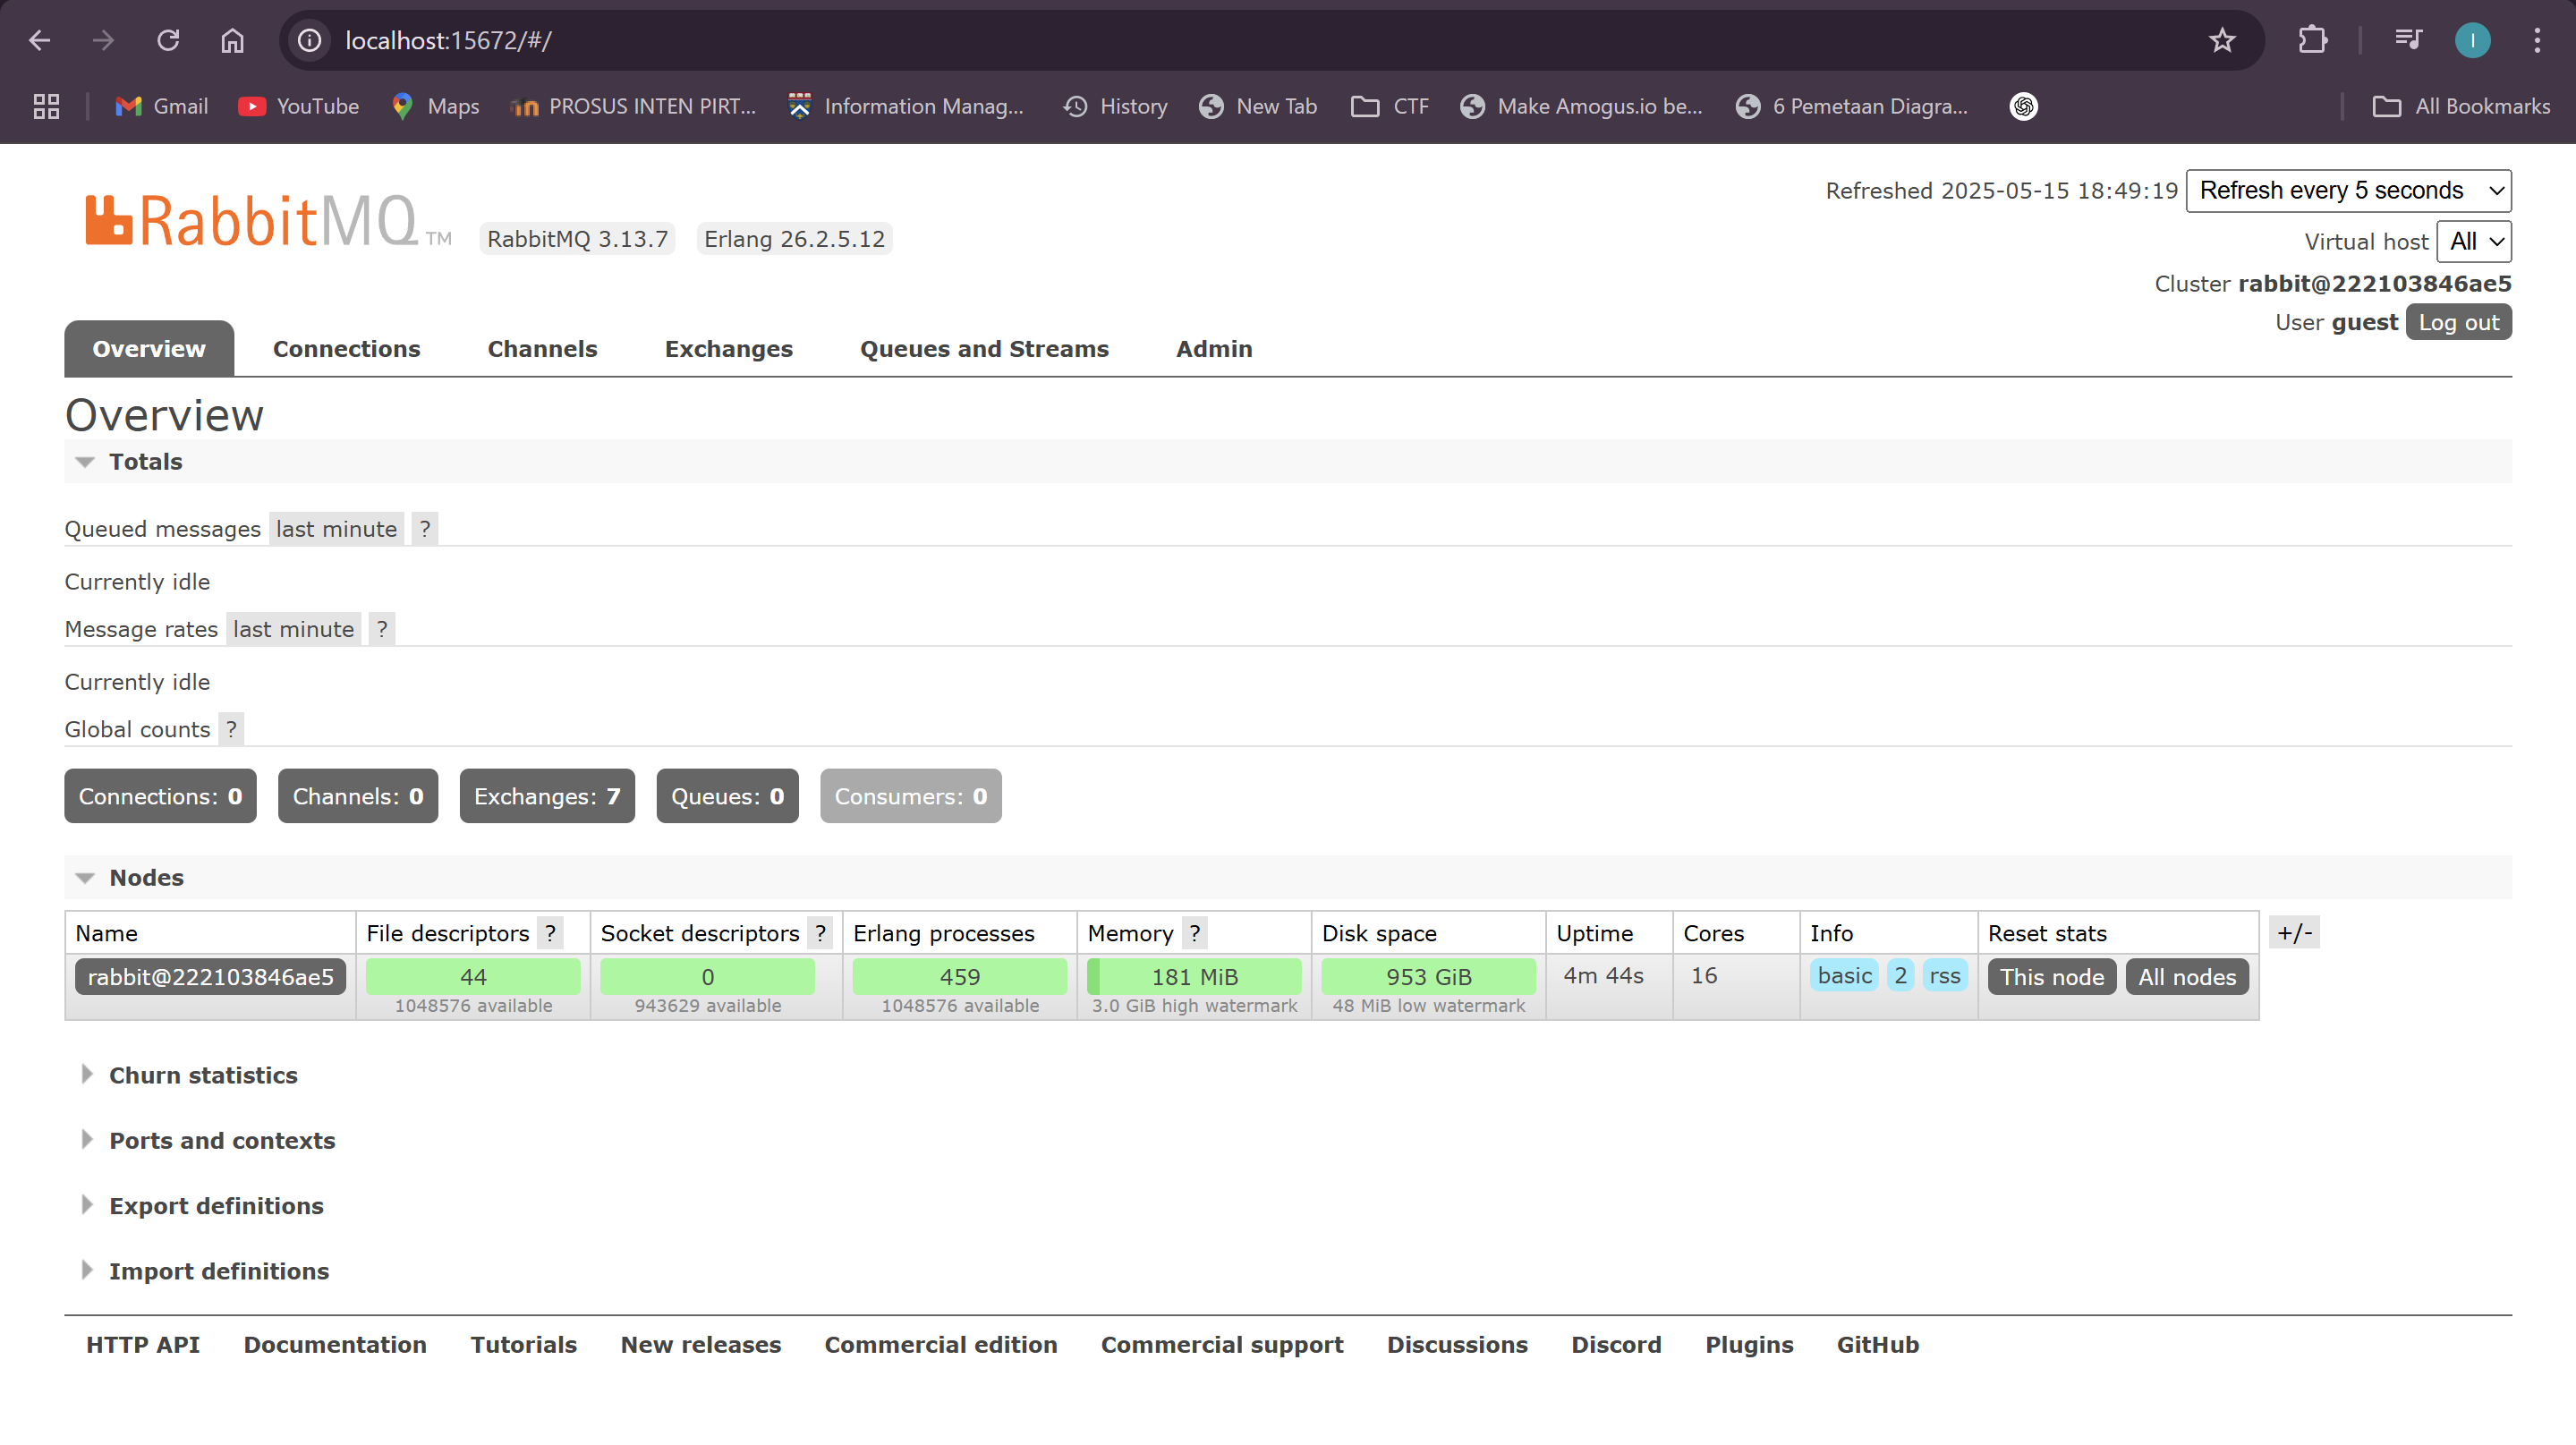 localhost:15672/#/
I
Gmail YouTube Maps PROSUS INTEN PIRT... Information Manag... History New Tab CTF Make Amogus.io be... 6 Pemetaan Diagra... All Bookmarks
RabbitMQ TM RabbitMQ 3.13.7 Erlang 26.2.5.12
Refreshed 2025-05-15 18:49:19 Refresh every 5 seconds
Virtual host All
Cluster rabbit@222103846ae5
User guest Log out
Overview Connections Channels Exchanges Queues and Streams Admin
Overview
Totals
Queued messages last minute ?
Currently idle
Message rates last minute ?
Currently idle
Global counts ?
Connections: 0 Channels: 0 Exchanges: 7 Queues: 0 Consumers: 0
Nodes
Name File descriptors ? Socket descriptors ? Erlang processes Memory ? Disk space Uptime Cores Info Reset stats +/-
rabbit@222103846ae5 44 0 459 181 MiB 953 GiB 4m 44s 16 basic 2 rss This node All nodes
1048576 available 943629 available 1048576 available 3.0 GiB high watermark 48 MiB low watermark
Churn statistics
Ports and contexts
Export definitions
Import definitions
HTTP API Documentation Tutorials New releases Commercial edition Commercial support Discussions Discord Plugins GitHub